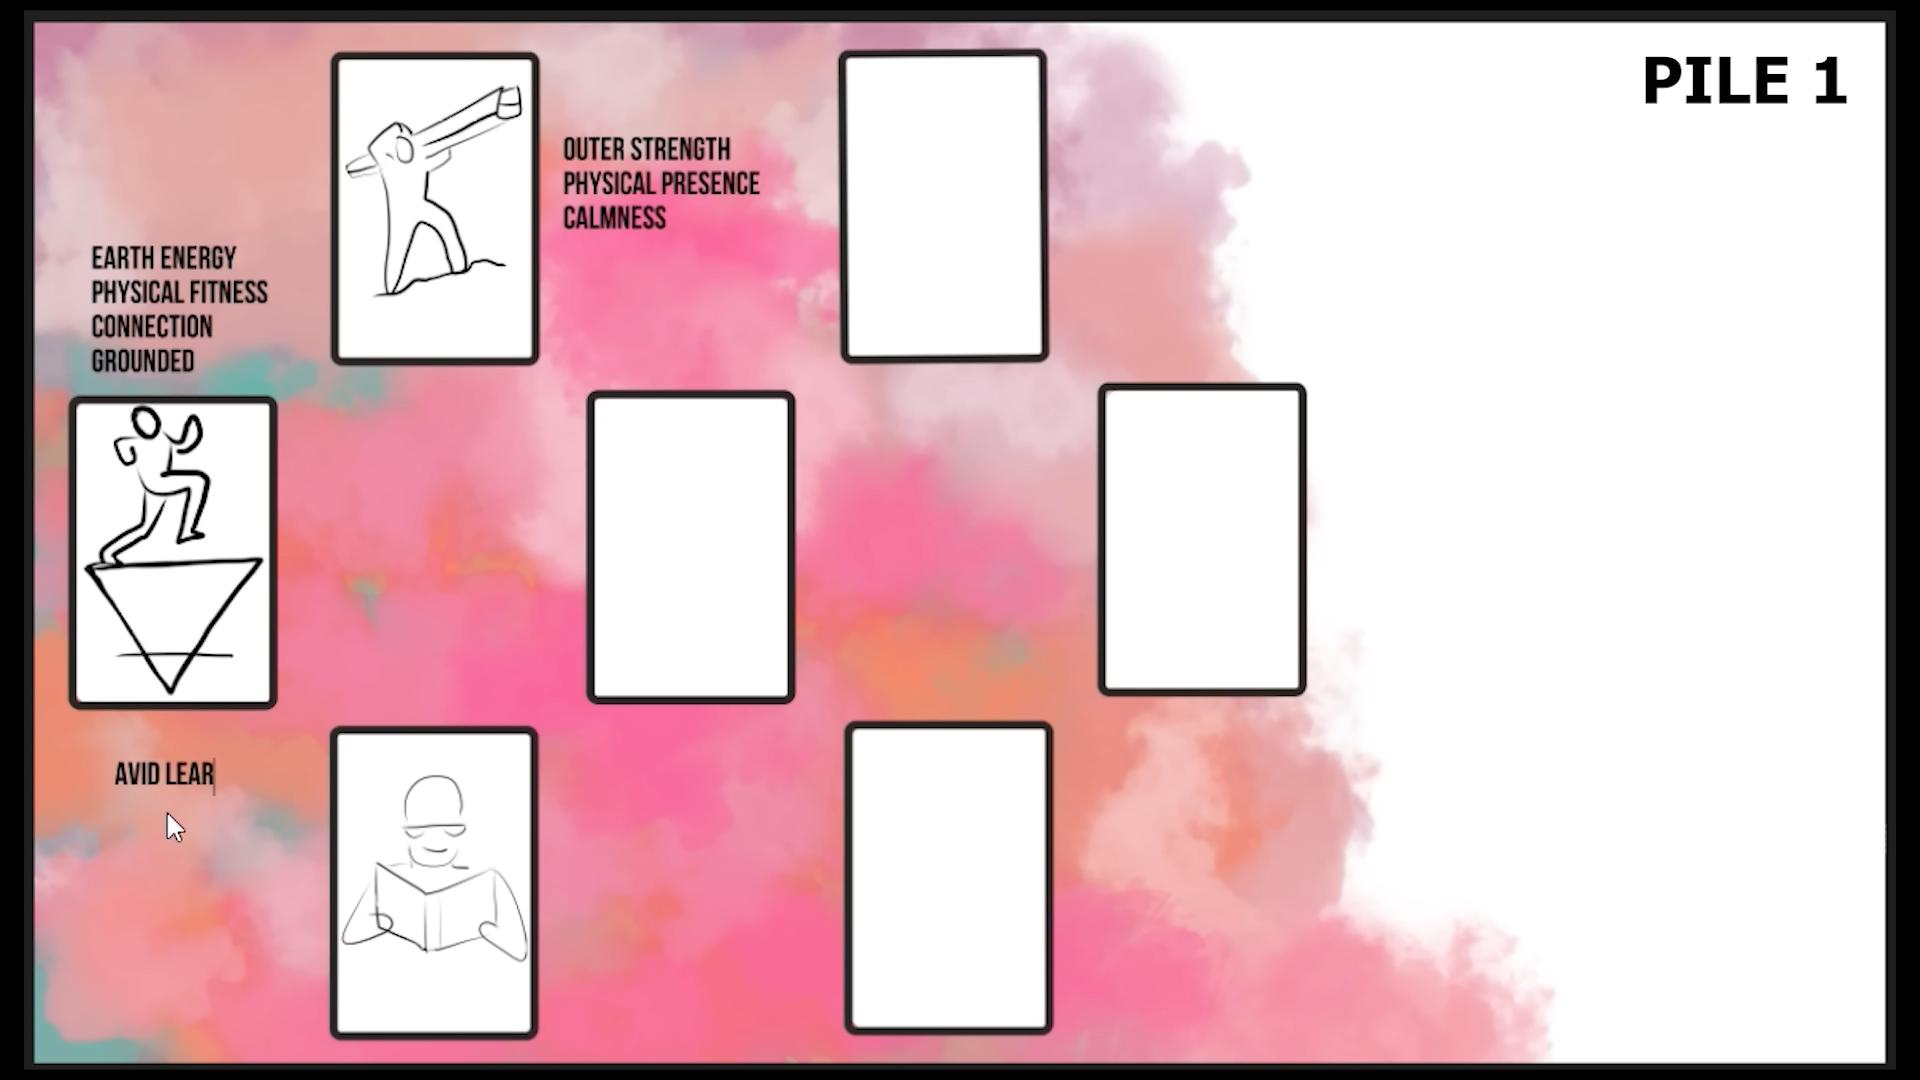 PILE 1
OUTER STRENGTH
PHYSICAL PRESENCE
CALMNESS
EARTH ENERGY
PHYSICAL FITNESS
CONNECTION
GROUNDED
AVID LEAR